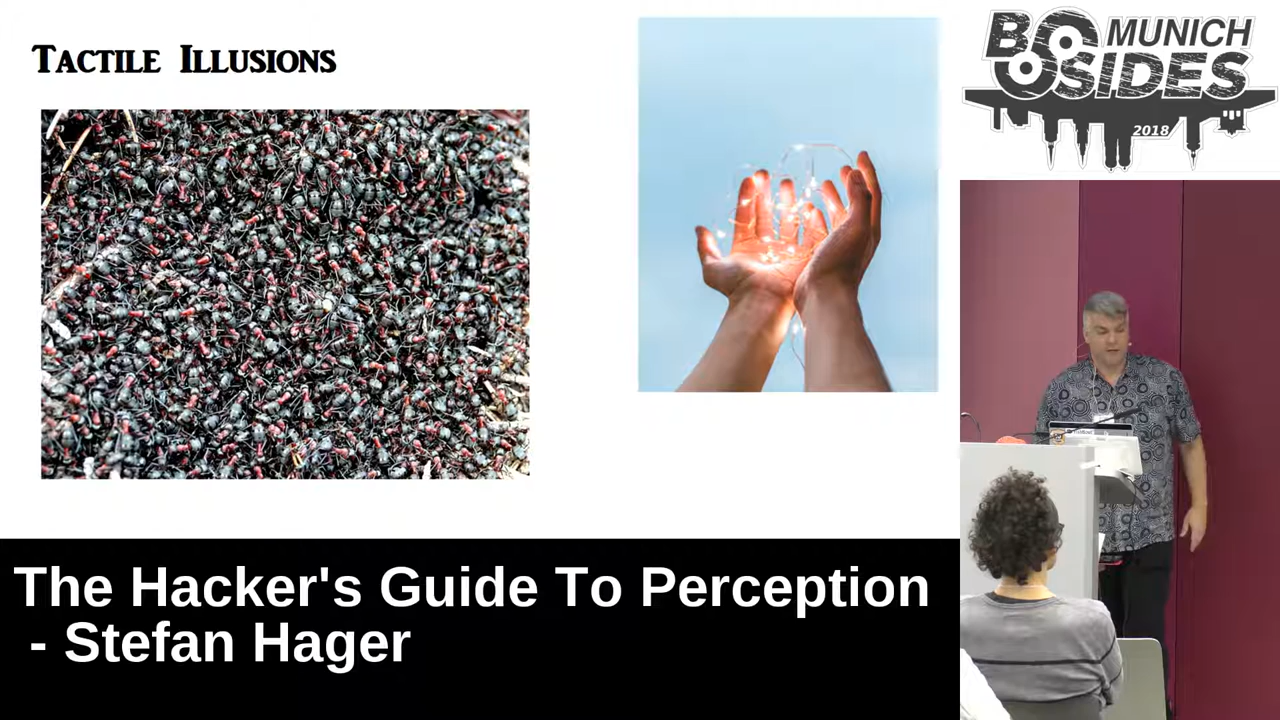 Tactile Illusions
BSIDES MUNICH
2018
The Hacker's Guide To Perception
- Stefan Hager